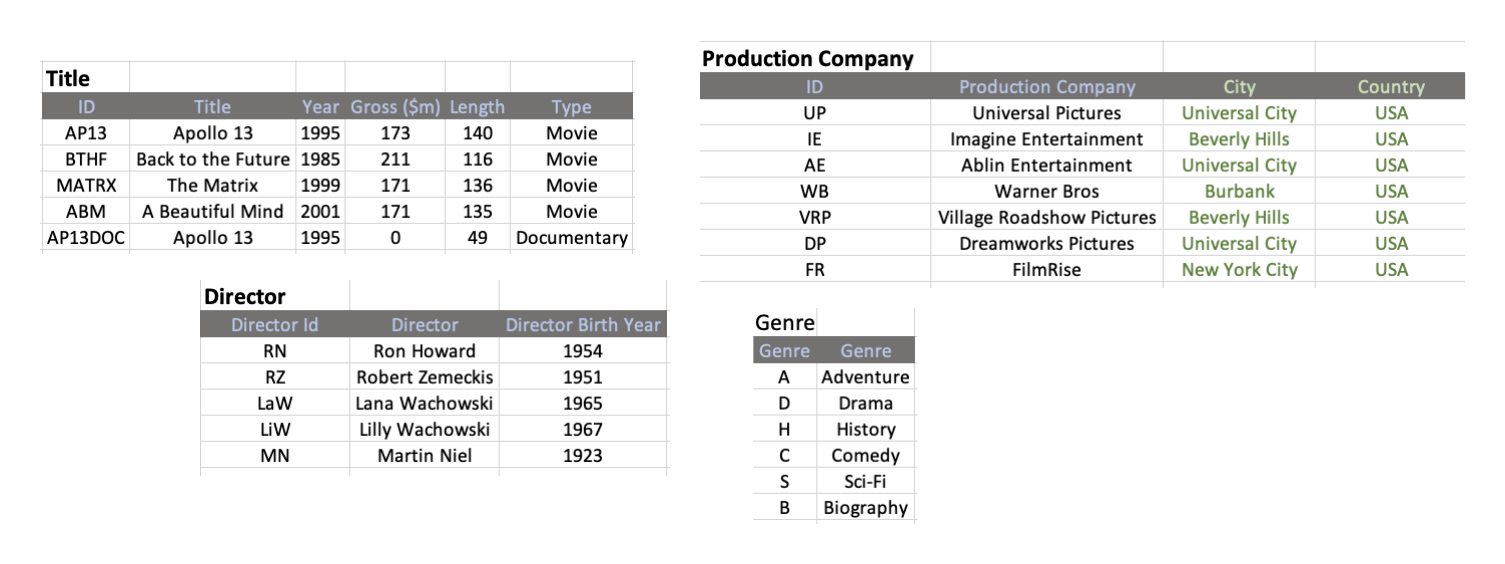 Title
ID Title Year Gross ($m) Length Type
AP13 Apollo 13 1995 173 140 Movie
BTHF Back to the Future 1985 211 116 Movie
MATRX The Matrix 1999 171 136 Movie
ABM A Beautiful Mind 2001 171 135 Movie
AP13DOC Apollo 13 1995 0 49 Documentary
Production Company
ID Production Company City Country
UP Universal Pictures Universal City USA
IE Imagine Entertainment Beverly Hills USA
AE Ablin Entertainment Universal City USA
WB Warner Bros Burbank USA
VRP Village Roadshow Pictures Beverly Hills USA
DP Dreamworks Pictures Universal City USA
FR FilmRise New York City USA
Director
Director Id Director Director Birth Year
RN Ron Howard 1954
RZ Robert Zemeckis 1951
LaW Lana Wachowski 1965
LiW Lilly Wachowski 1967
MN Martin Niel 1923
Genre
Genre Genre
A Adventure
D Drama
H History
C Comedy
S Sci-Fi
B Biography